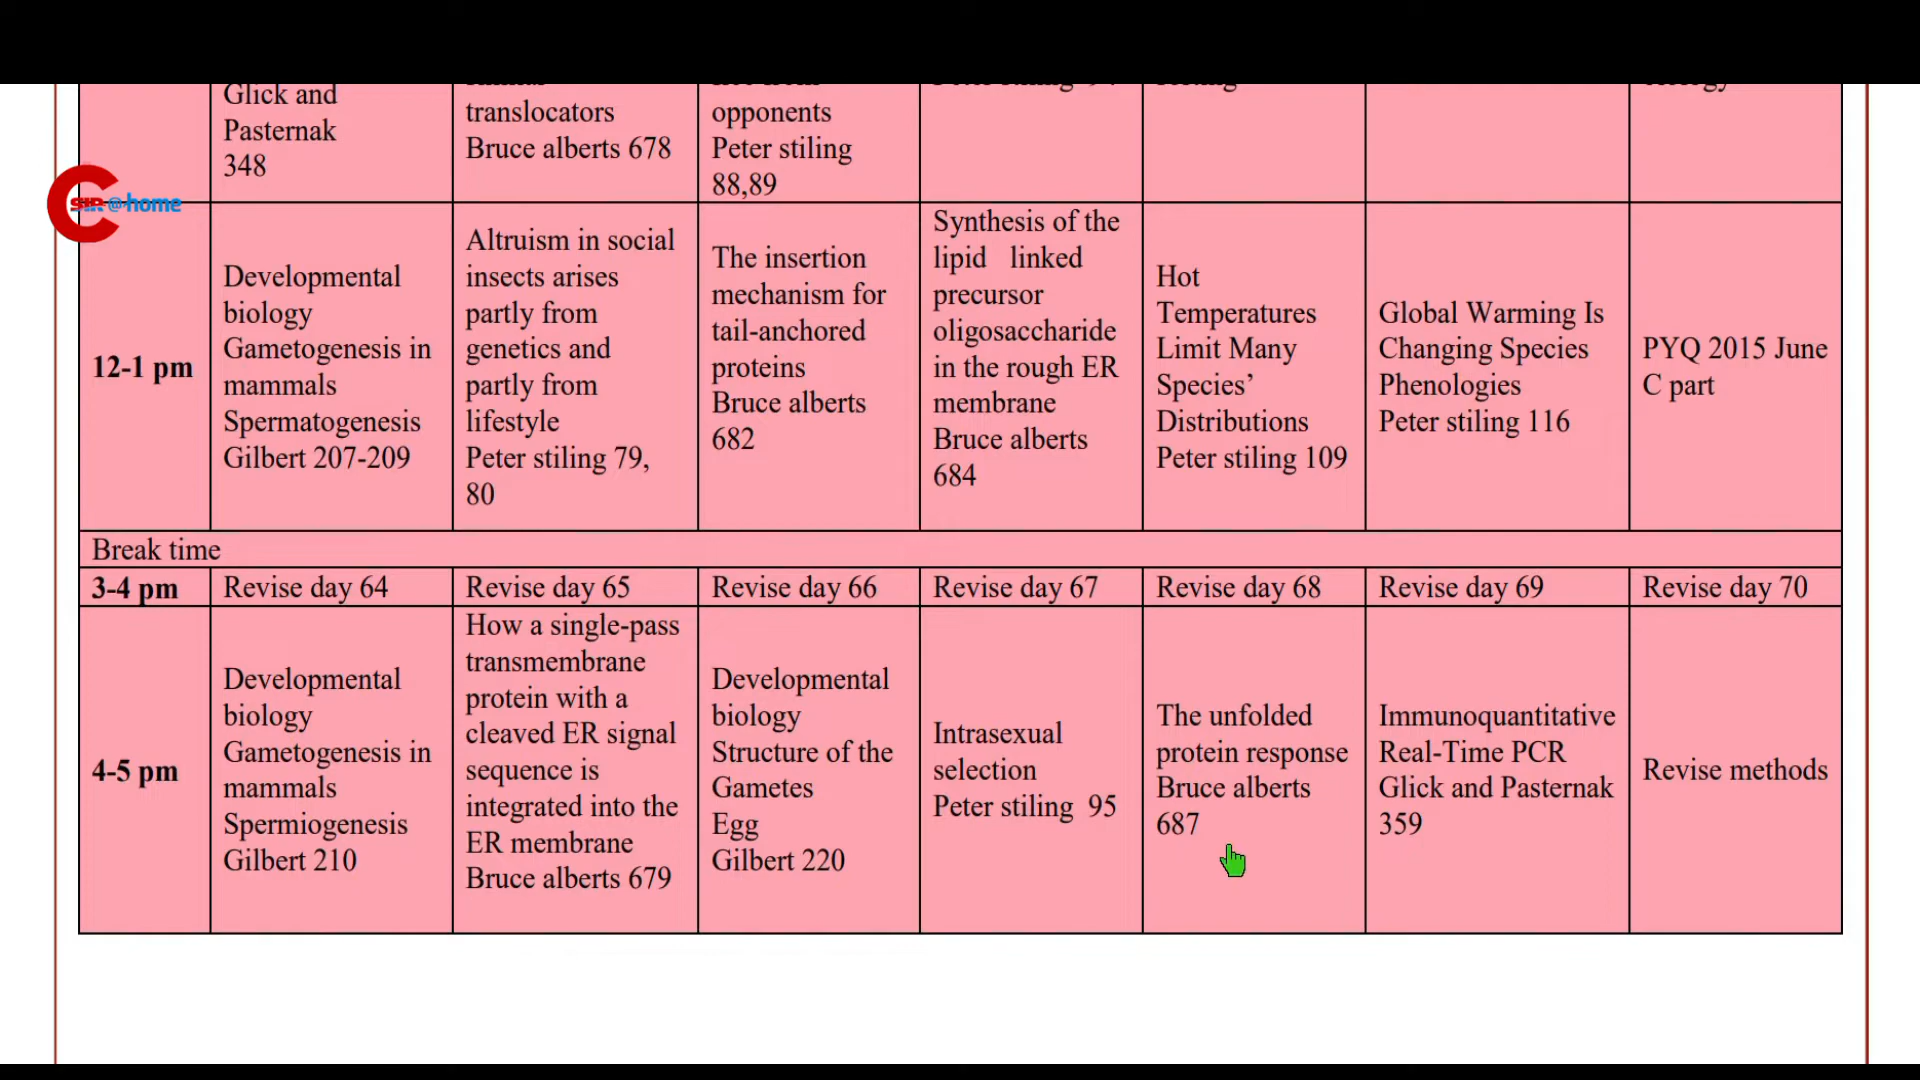 Glick and
Pasternak
348
translocators
Bruce alberts 678
opponents
Peter stiling
88,89
CSIR @home
12-1 pm
Developmental
biology
Gametogenesis in
mammals
Spermatogenesis
Gilbert 207-209
Altruism in social
insects arises
partly from
genetics and
partly from
lifestyle
Peter stiling 79,
80
The insertion
mechanism for
tail-anchored
proteins
Bruce alberts
682
Synthesis of the
lipid linked
precursor
oligosaccharide
in the rough ER
membrane
Bruce alberts
684
Hot
Temperatures
Limit Many
Species’
Distributions
Peter stiling 109
Global Warming Is
Changing Species
Phenologies
Peter stiling 116
PYQ 2015 June
C part
Break time
3-4 pm
Revise day 64
Revise day 65
Revise day 66
Revise day 67
Revise day 68
Revise day 69
Revise day 70
4-5 pm
Developmental
biology
Gametogenesis in
mammals
Spermiogenesis
Gilbert 210
How a single-pass
transmembrane
protein with a
cleaved ER signal
sequence is
integrated into the
ER membrane
Bruce alberts 679
Developmental
biology
Structure of the
Gametes
Egg
Gilbert 220
Intrasexual
selection
Peter stiling 95
The unfolded
protein response
Bruce alberts
687
Immunoquantitative
Real-Time PCR
Glick and Pasternak
359
Revise methods